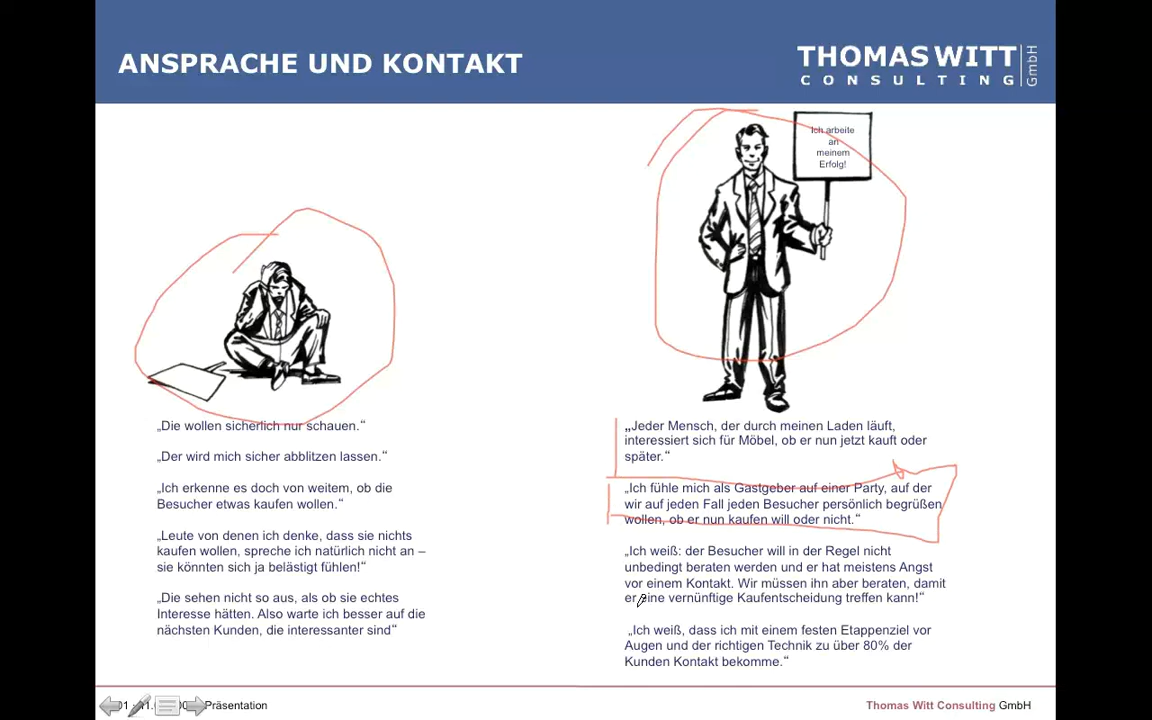 ANSPRACHE UND KONTAKT
THOMAS WITT
CONSULTING
GmbH
Ich arbeite
an
meinem
Erfolg!
„Die wollen sicherlich nur schauen.“
„Der wird mich sicher abblitzen lassen.“
„Ich erkenne es doch von weitem, ob die
Besucher etwas kaufen wollen.“
„Leute von denen ich denke, dass sie nichts
kaufen wollen, spreche ich natürlich nicht an –
sie könnten sich ja belästigt fühlen!“
„Die sehen nicht so aus, als ob sie echtes
Interesse hätten. Also warte ich besser auf die
nächsten Kunden, die interessanter sind“
„Jeder Mensch, der durch meinen Laden läuft,
interessiert sich für Möbel, ob er nun jetzt kauft oder
später.“
„Ich fühle mich als Gastgeber auf einer Party, auf der
wir auf jeden Fall jeden Besucher persönlich begrüßen
wollen, ob er nun kaufen will oder nicht.“
„Ich weiß: der Besucher will in der Regel nicht
unbedingt beraten werden und er hat meistens Angst
vor einem Kontakt. Wir müssen ihn aber beraten, damit
er eine vernünftige Kaufentscheidung treffen kann!“
„Ich weiß, dass ich mit einem festen Etappenziel vor
Augen und der richtigen Technik zu über 80% der
Kunden Kontakt bekomme.“
Präsentation
Thomas Witt Consulting GmbH